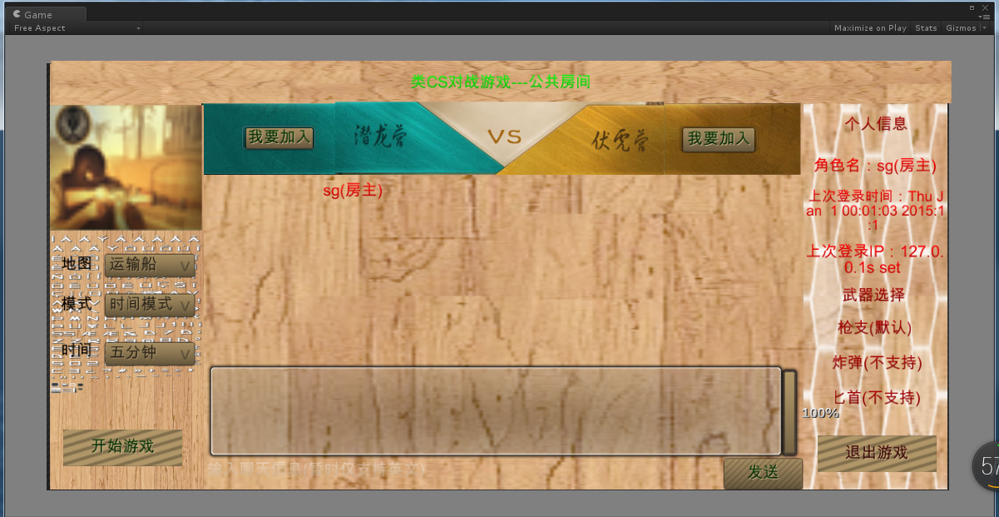 Game
Free Aspect
Maximize on Play
Stats
Gizmos
类CS对战游戏---公共房间
我要加入
潜龙营
VS
伏虎营
我要加入
sg(房主)
地图
运输船
模式
时间模式
时间
五分钟
开始游戏
输入聊天信息(暂时仅支持英文)
发送
100%
个人信息
角色名：sg(房主)
上次登录时间：Thu J
an 1 00:01:03 2015:1
:1
上次登录IP：127.0.
0.1s set
武器选择
枪支(默认)
炸弹(不支持)
匕首(不支持)
退出游戏
57